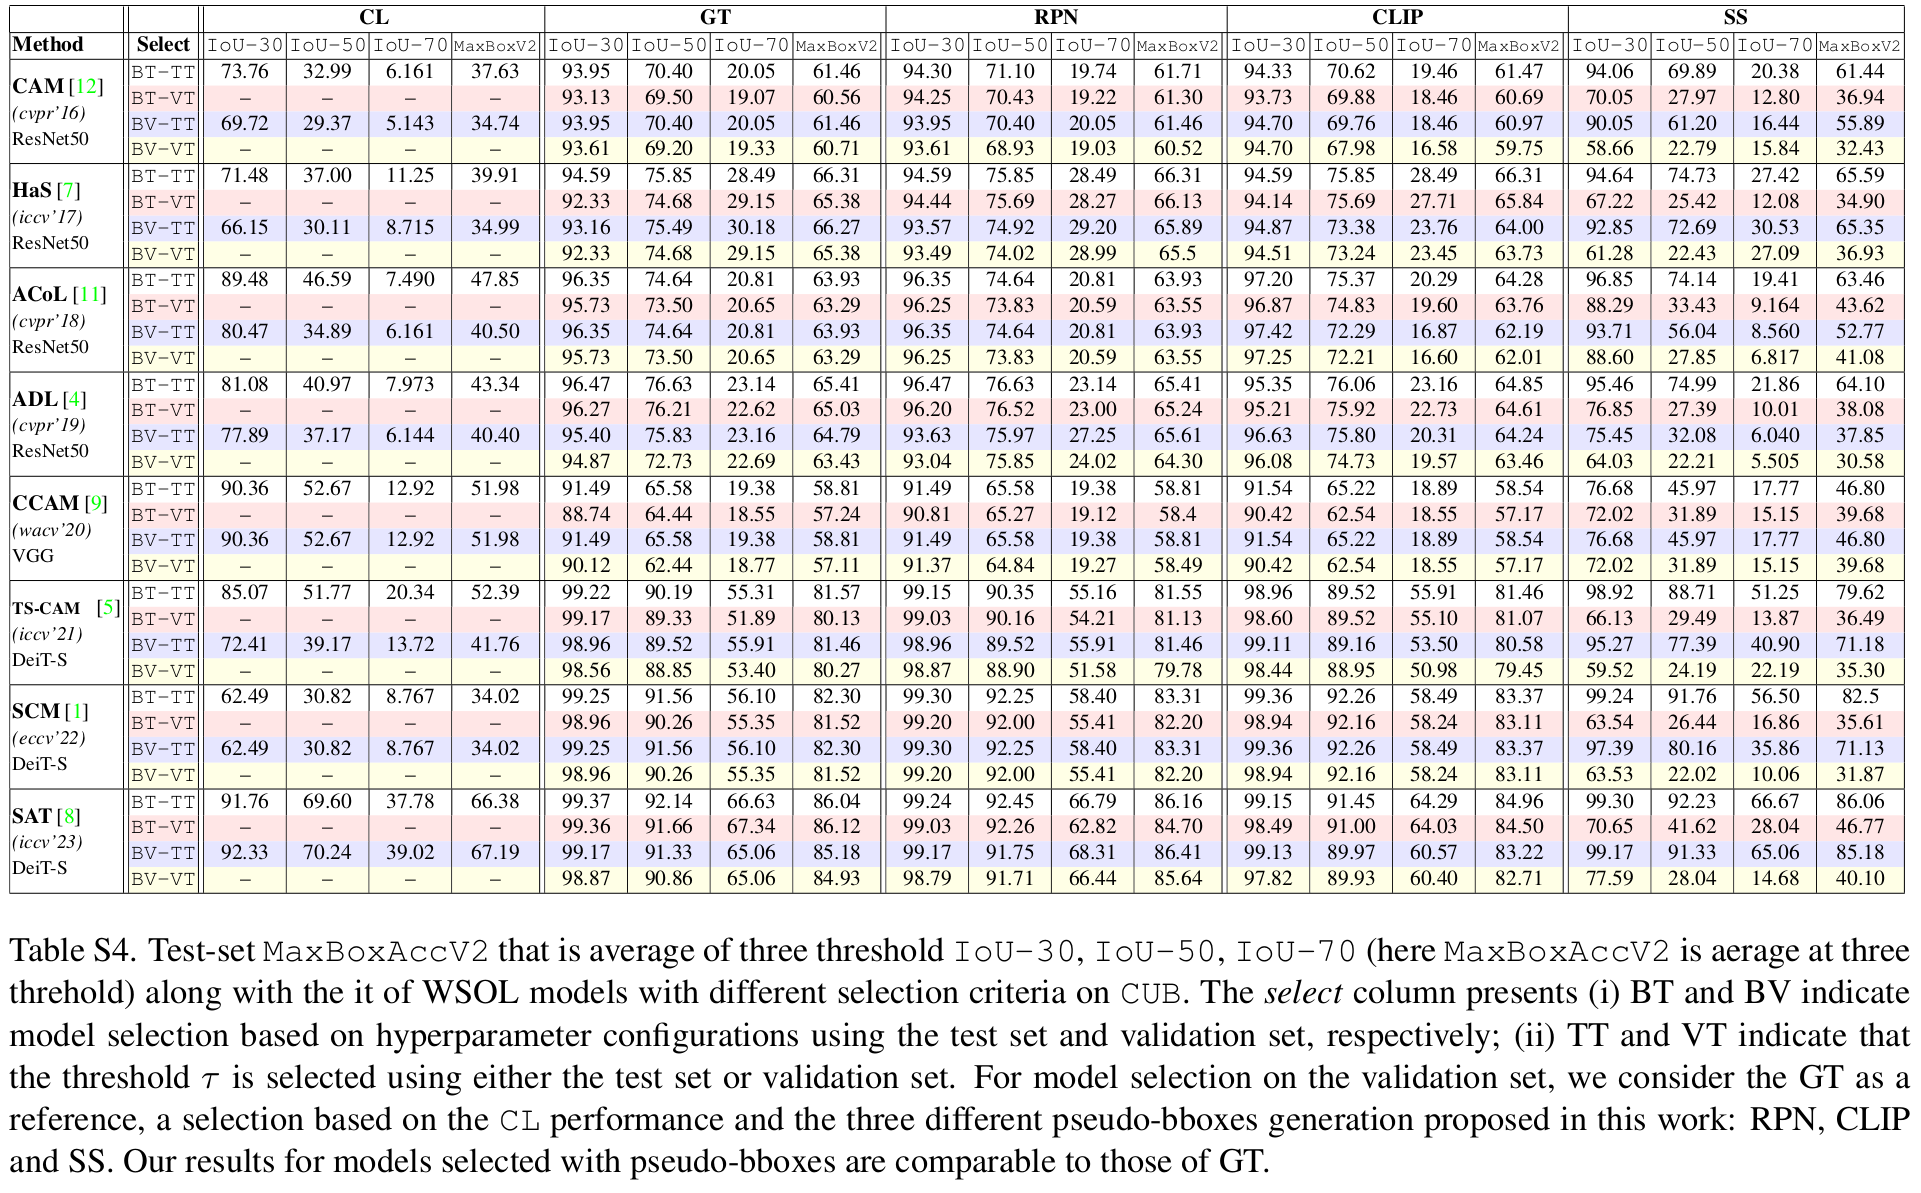 CL GT RPN CLIP SS
Method Select IoU-30 IoU-50 IoU-70 MaxBoxV2 IoU-30 IoU-50 IoU-70 MaxBoxV2 IoU-30 IoU-50 IoU-70 MaxBoxV2 IoU-30 IoU-50 IoU-70 MaxBoxV2 IoU-30 IoU-50 IoU-70 MaxBoxV2
CAM [12] (cvpr'16) ResNet50
BT-TT 73.76 32.99 6.161 37.63 93.95 70.40 20.05 61.46 94.30 71.10 19.74 61.71 94.33 70.62 19.46 61.47 94.06 69.89 20.38 61.44
BT-VT – – – – 93.13 69.50 19.07 60.56 94.25 70.43 19.22 61.30 93.73 69.88 18.46 60.69 70.05 27.97 12.80 36.94
BV-TT 69.72 29.37 5.143 34.74 93.95 70.40 20.05 61.46 93.95 70.40 20.05 61.46 94.70 69.76 18.46 60.97 90.05 61.20 16.44 55.89
BV-VT – – – – 93.61 69.20 19.33 60.71 93.61 68.93 19.03 60.52 94.70 67.98 16.58 59.75 58.66 22.79 15.84 32.43
HaS [7] (iccv'17) ResNet50
BT-TT 71.48 37.00 11.25 39.91 94.59 75.85 28.49 66.31 94.59 75.85 28.49 66.31 94.59 75.85 28.49 66.31 94.64 74.73 27.42 65.59
BT-VT – – – – 92.33 74.68 29.15 65.38 94.44 75.69 28.27 66.13 94.14 75.69 27.71 65.84 67.22 25.42 12.08 34.90
BV-TT 66.15 30.11 8.715 34.99 93.16 75.49 30.18 66.27 93.57 74.92 29.20 65.89 94.87 73.38 23.76 64.00 92.85 72.69 30.53 65.35
BV-VT – – – – 92.33 74.68 29.15 65.38 93.49 74.02 28.99 65.5 94.51 73.24 23.45 63.73 61.28 22.43 27.09 36.93
ACoL [11] (cvpr'18) ResNet50
BT-TT 89.48 46.59 7.490 47.85 96.35 74.64 20.81 63.93 96.35 74.64 20.81 63.93 97.20 75.37 20.29 64.28 96.85 74.14 19.41 63.46
BT-VT – – – – 95.73 73.50 20.65 63.29 96.25 73.83 20.59 63.55 96.87 74.83 19.60 63.76 88.29 33.43 9.164 43.62
BV-TT 80.47 34.89 6.161 40.50 96.35 74.64 20.81 63.93 96.35 74.64 20.81 63.93 97.42 72.29 16.87 62.19 93.71 56.04 8.560 52.77
BV-VT – – – – 95.73 73.50 20.65 63.29 96.25 73.83 20.59 63.55 97.25 72.21 16.60 62.01 88.60 27.85 6.817 41.08
ADL [4] (cvpr'19) ResNet50
BT-TT 81.08 40.97 7.973 43.34 96.47 76.63 23.14 65.41 96.47 76.63 23.14 65.41 95.35 76.06 23.16 64.85 95.46 74.99 21.86 64.10
BT-VT – – – – 96.27 76.21 22.62 65.03 96.20 76.52 23.00 65.24 95.21 75.92 22.73 64.61 76.85 27.39 10.01 38.08
BV-TT 77.89 37.17 6.144 40.40 95.40 75.83 23.16 64.79 93.63 75.97 27.25 65.61 96.63 75.80 20.31 64.24 75.45 32.08 6.040 37.85
BV-VT – – – – 94.87 72.73 22.69 63.43 93.04 75.85 24.02 64.30 96.08 74.73 19.57 63.46 64.03 22.21 5.505 30.58
CCAM [9] (wacv'20) VGG
BT-TT 90.36 52.67 12.92 51.98 91.49 65.58 19.38 58.81 91.49 65.58 19.38 58.81 91.54 65.22 18.89 58.54 76.68 45.97 17.77 46.80
BT-VT – – – – 88.74 64.44 18.55 57.24 90.81 65.27 19.12 58.4 90.42 62.54 18.55 57.17 72.02 31.89 15.15 39.68
BV-TT 90.36 52.67 12.92 51.98 91.49 65.58 19.38 58.81 91.49 65.58 19.38 58.81 91.54 65.22 18.89 58.54 76.68 45.97 17.77 46.80
BV-VT – – – – 90.12 62.44 18.77 57.11 91.37 64.84 19.27 58.49 90.42 62.54 18.55 57.17 72.02 31.89 15.15 39.68
TS-CAM [5] (iccv'21) DeiT-S
BT-TT 85.07 51.77 20.34 52.39 99.22 90.19 55.31 81.57 99.15 90.35 55.16 81.55 98.96 89.52 55.91 81.46 98.92 88.71 51.25 79.62
BT-VT – – – – 99.17 89.33 51.89 80.13 99.03 90.16 54.21 81.13 98.60 89.52 55.10 81.07 66.13 29.49 13.87 36.49
BV-TT 72.41 39.17 13.72 41.76 98.96 89.52 55.91 81.46 98.96 89.52 55.91 81.46 99.11 89.16 53.50 80.58 95.27 77.39 40.90 71.18
BV-VT – – – – 98.56 88.85 53.40 80.27 98.87 88.90 51.58 79.78 98.44 88.95 50.98 79.45 59.52 24.19 22.19 35.30
SCM [1] (eccv'22) DeiT-S
BT-TT 62.49 30.82 8.767 34.02 99.25 91.56 56.10 82.30 99.30 92.25 58.40 83.31 99.36 92.26 58.49 83.37 99.24 91.76 56.50 82.5
BT-VT – – – – 98.96 90.26 55.35 81.52 99.20 92.00 55.41 82.20 98.94 92.16 58.24 83.11 63.54 26.44 16.86 35.61
BV-TT 62.49 30.82 8.767 34.02 99.25 91.56 56.10 82.30 99.30 92.25 58.40 83.31 99.36 92.26 58.49 83.37 97.39 80.16 35.86 71.13
BV-VT – – – – 98.96 90.26 55.35 81.52 99.20 92.00 55.41 82.20 98.94 92.16 58.24 83.11 63.53 22.02 10.06 31.87
SAT [8] (iccv'23) DeiT-S
BT-TT 91.76 69.60 37.78 66.38 99.37 92.14 66.63 86.04 99.24 92.45 66.79 86.16 99.15 91.45 64.29 84.96 99.30 92.23 66.67 86.06
BT-VT – – – – 99.36 91.66 67.34 86.12 99.03 92.26 62.82 84.70 98.49 91.00 64.03 84.50 70.65 41.62 28.04 46.77
BV-TT 92.33 70.24 39.02 67.19 99.17 91.33 65.06 85.18 99.17 91.75 68.31 86.41 99.13 89.97 60.57 83.22 99.17 91.33 65.06 85.18
BV-VT – – – – 98.87 90.86 65.06 84.93 98.79 91.71 66.44 85.64 97.82 89.93 60.40 82.71 77.59 28.04 14.68 40.10
Table S4. Test-set MaxBoxAccV2 that is average of three threshold IoU-30, IoU-50, IoU-70 (here MaxBoxAccV2 is aerage at three
threhold) along with the it of WSOL models with different selection criteria on CUB. The select column presents (i) BT and BV indicate
model selection based on hyperparameter configurations using the test set and validation set, respectively; (ii) TT and VT indicate that
the threshold τ is selected using either the test set or validation set. For model selection on the validation set, we consider the GT as a
reference, a selection based on the CL performance and the three different pseudo-bboxes generation proposed in this work: RPN, CLIP
and SS. Our results for models selected with pseudo-bboxes are comparable to those of GT.